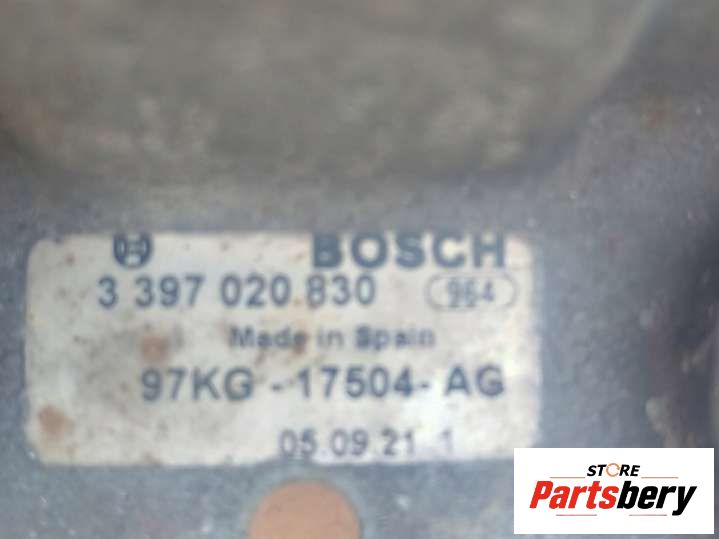 BOSCH
3 397 020 830 964
Made in Spain
97KG - 17504- AG
05.09.21 1
STORE
Partsbery